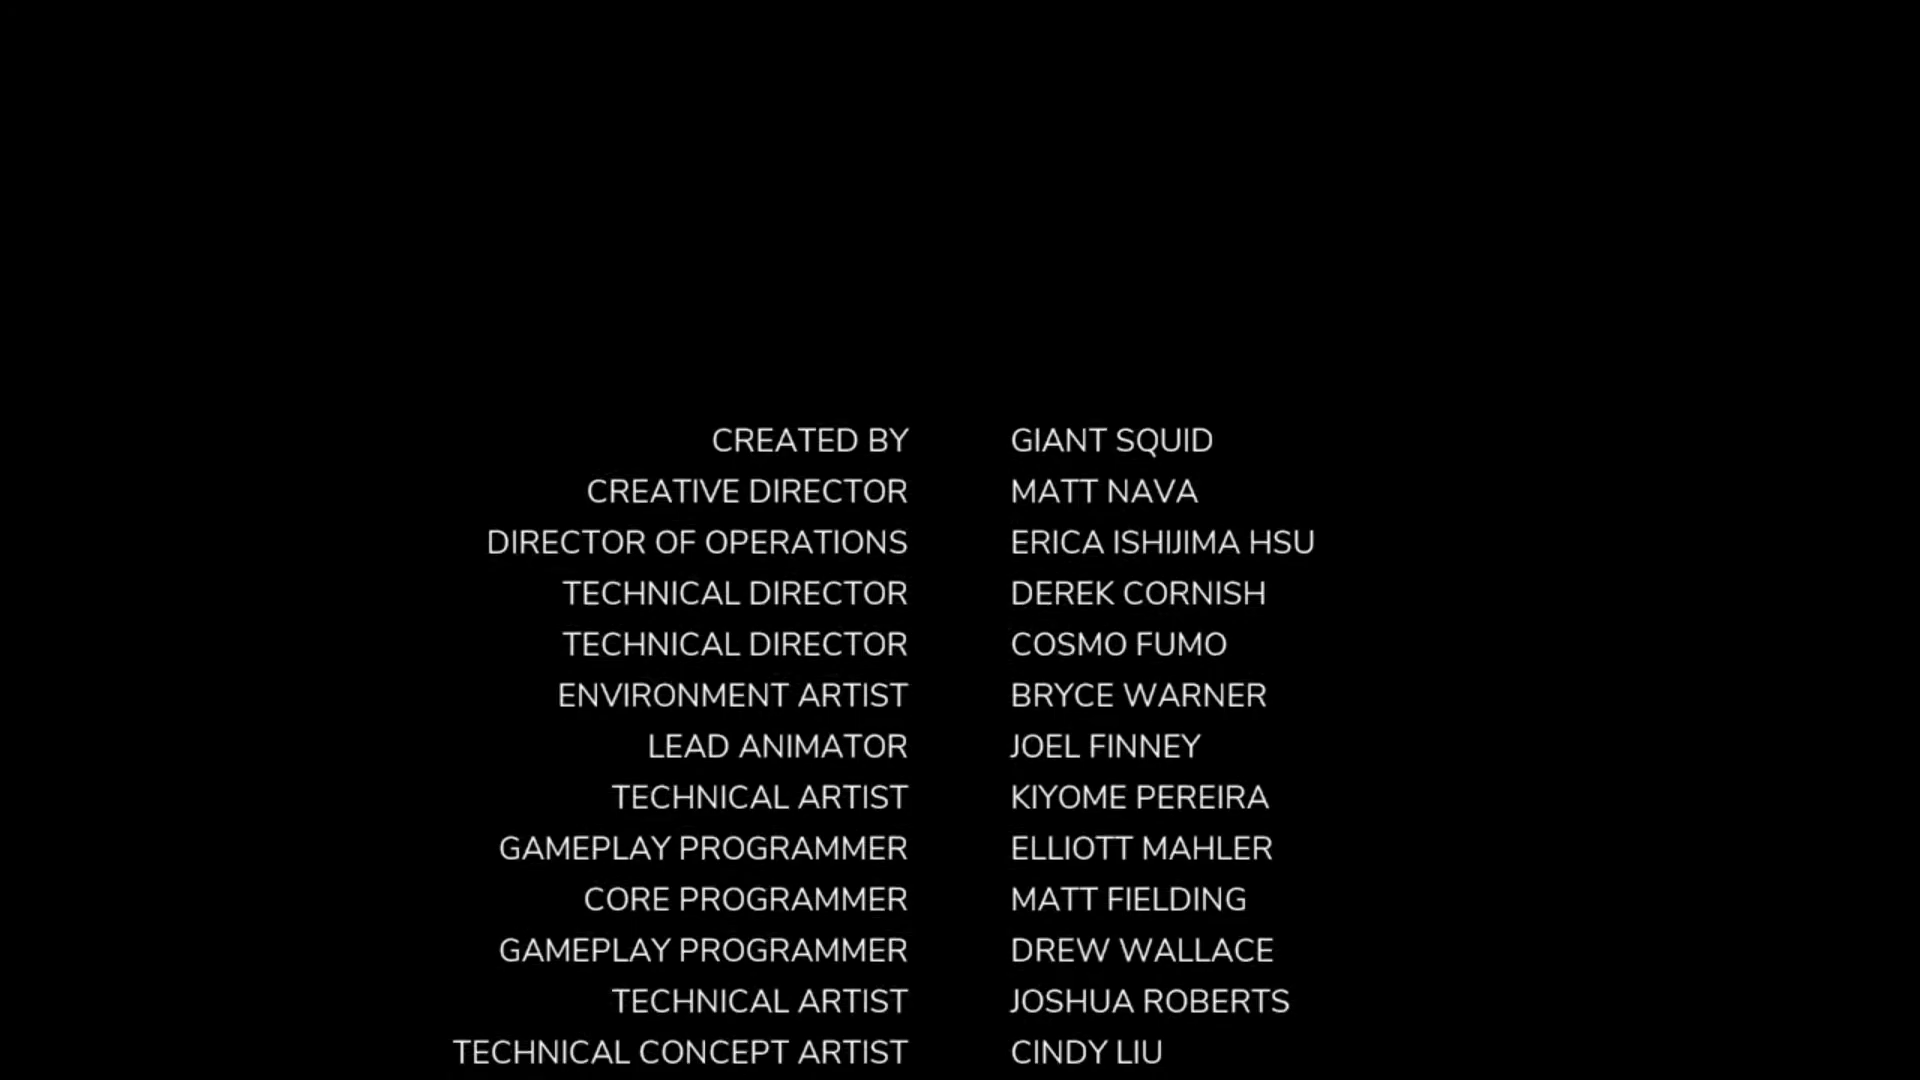 CREATED BY GIANT SQUID
CREATIVE DIRECTOR MATT NAVA
DIRECTOR OF OPERATIONS ERICA ISHIJIMA HSU
TECHNICAL DIRECTOR DEREK CORNISH
TECHNICAL DIRECTOR COSMO FUMO
ENVIRONMENT ARTIST BRYCE WARNER
LEAD ANIMATOR JOEL FINNEY
TECHNICAL ARTIST KIYOME PEREIRA
GAMEPLAY PROGRAMMER ELLIOTT MAHLER
CORE PROGRAMMER MATT FIELDING
GAMEPLAY PROGRAMMER DREW WALLACE
TECHNICAL ARTIST JOSHUA ROBERTS
TECHNICAL CONCEPT ARTIST CINDY LIU